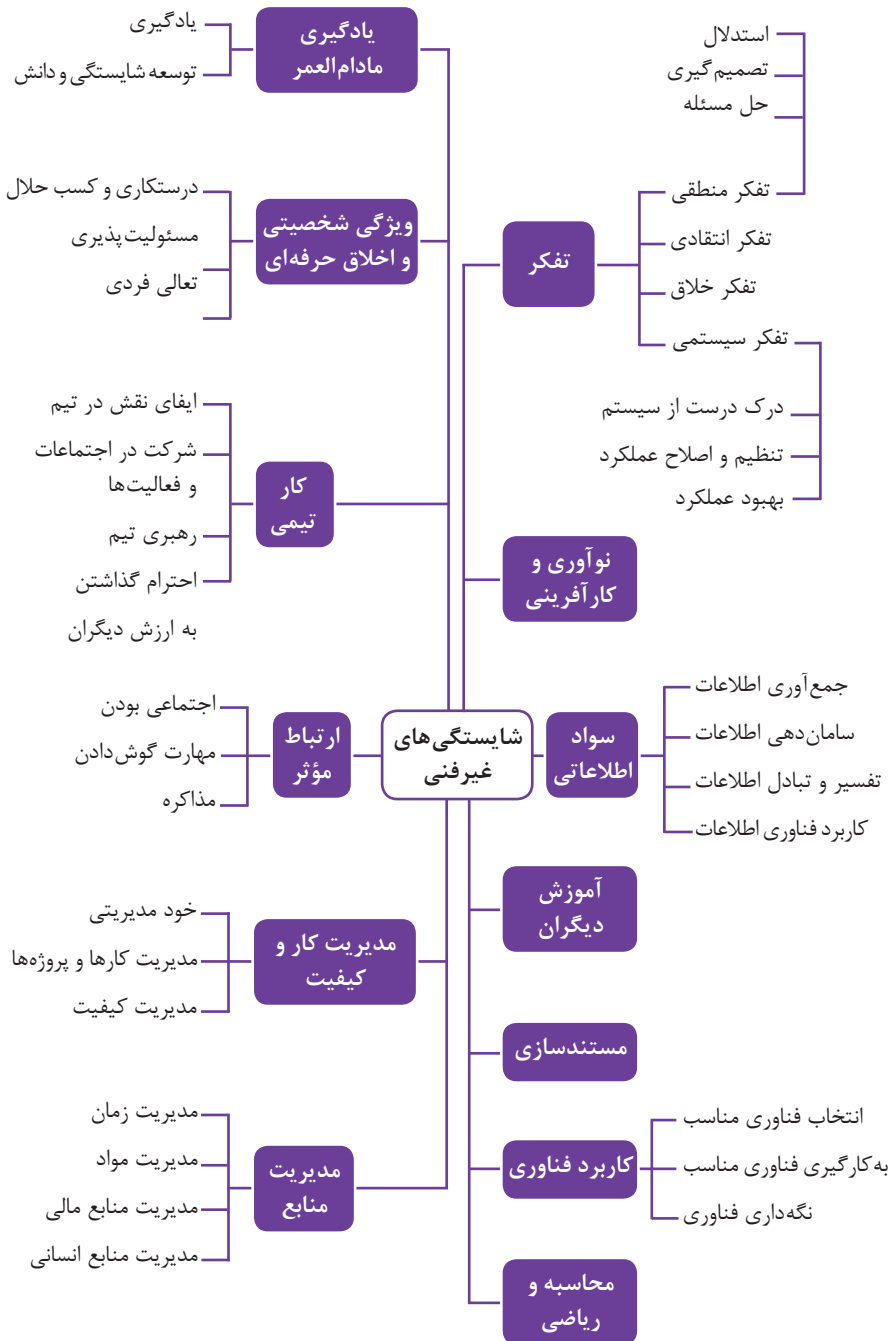 استدلال
تصمیم‌گیری
حل مسئله
تفکر منطقی
تفکر
تفکر انتقادی
تفکر خلاق
تفکر سیستمی
درک درست از سیستم
تنظیم و اصلاح عملکرد
بهبود عملکرد
نوآوری و
کارآفرینی
جمع‌آوری اطلاعات
سواد
اطلاعاتی
سامان‌دهی اطلاعات
تفسیر و تبادل اطلاعات
کاربرد فناوری اطلاعات
آموزش
دیگران
مستندسازی
انتخاب فناوری مناسب
کاربرد فناوری
به‌کارگیری فناوری مناسب
نگه‌داری فناوری
محاسبه و
ریاضی
شایستگی‌های
غیرفنی
یادگیری
مادام‌العمر
یادگیری
توسعه شایستگی و دانش
ویژگی شخصیتی
و اخلاق حرفه‌ای
درستکاری و کسب حلال
مسئولیت‌پذیری
تعالی فردی
کار
تیمی
ایفای نقش در تیم
شرکت در اجتماعات
و فعالیت‌ها
رهبری تیم
احترام گذاشتن
به ارزش دیگران
ارتباط
مؤثر
اجتماعی بودن
مهارت گوش‌دادن
مذاکره
مدیریت کار و
کیفیت
خود مدیریتی
مدیریت کارها و پروژه‌ها
مدیریت کیفیت
مدیریت
منابع
مدیریت زمان
مدیریت مواد
مدیریت منابع مالی
مدیریت منابع انسانی